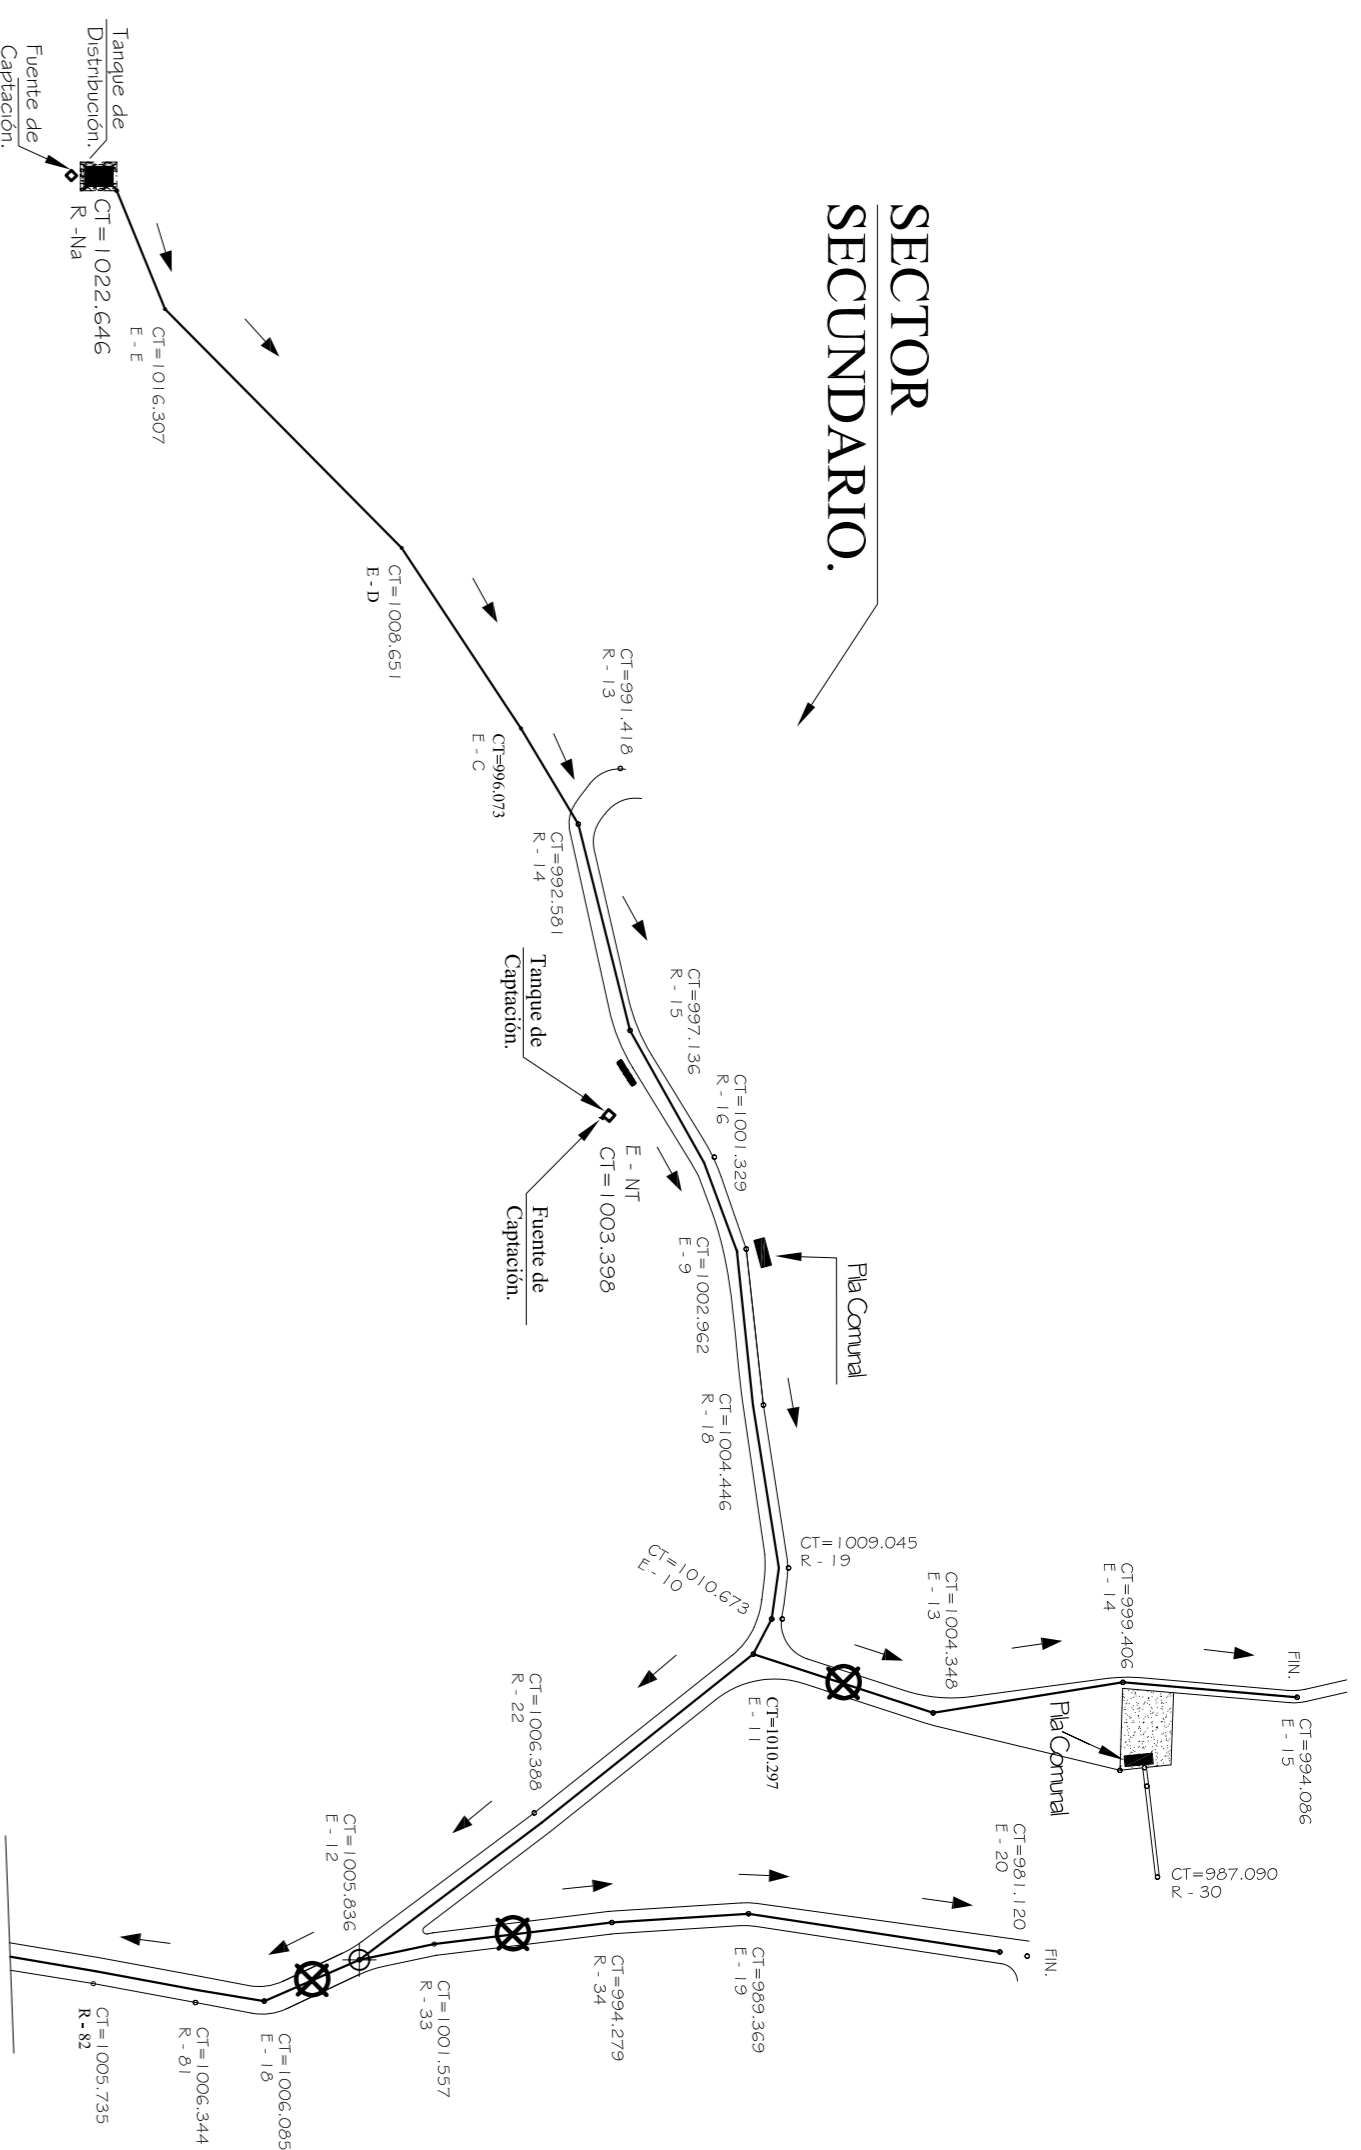 SECTOR
SECUNDARIO.
Tanque de
Distribución.
Fuente de
Captación.
CT=1022.646
R -Na
CT=1016.307
E - E
CT=1008.651
E - D
CT=996.073
E - C
CT=991.418
R - 13
CT=992.581
R - 14
CT=997.136
R - 15
Tanque de
Captación.
CT=1001.329
R - 16
E - NT
CT=1003.398
Fuente de
Captación.
CT=1002.962
E - 9
Pila Comunal
CT=1004.446
R - 18
CT=1009.045
R - 19
CT=1010.673
E - 10
CT=1010.297
E - 11
CT=1004.348
E - 13
CT=999.406
E - 14
FIN.
CT=994.086
E - 15
Pila Comunal
CT=987.090
R - 30
CT=1006.388
R - 22
CT=1005.836
E - 12
CT=981.120
E - 20
FIN.
CT=989.369
E - 19
CT=994.279
R - 34
CT=1001.557
R - 33
CT=1006.085
E - 18
CT=1006.344
R - 81
CT=1005.735
R - 82